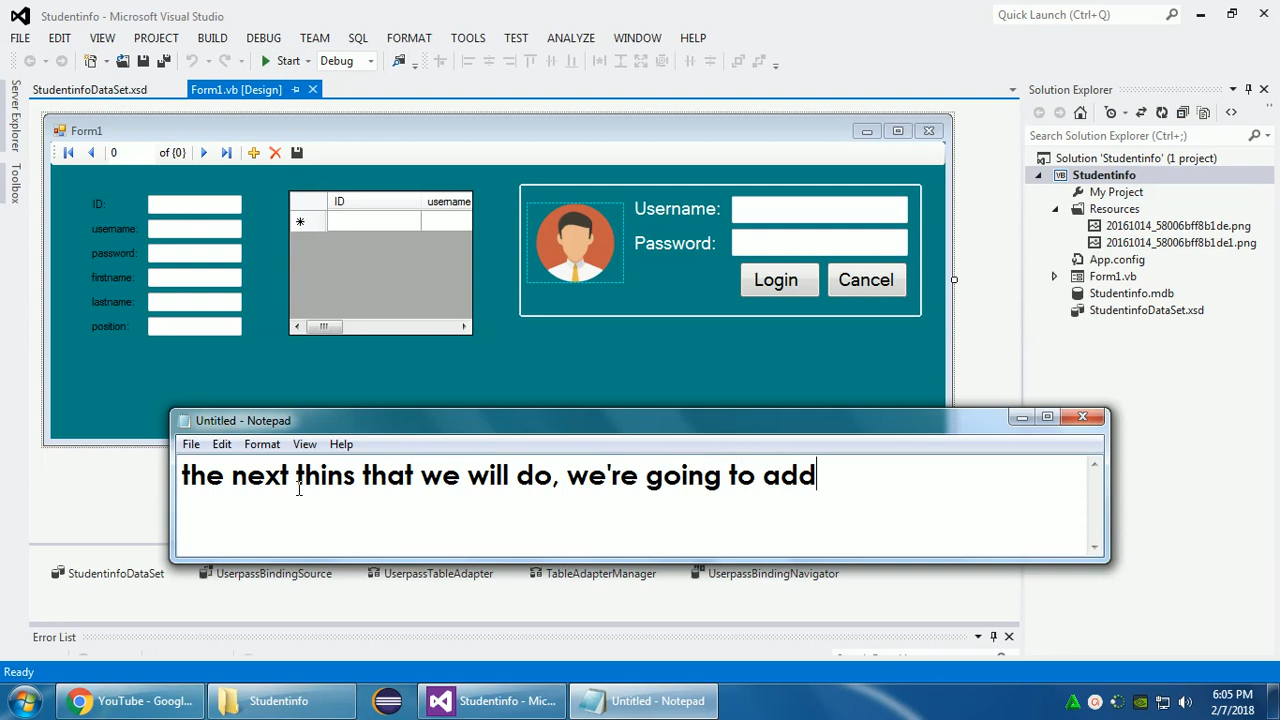 Studentinfo - Microsoft Visual Studio
Quick Launch (Ctrl+Q)
FILE EDIT VIEW PROJECT BUILD DEBUG TEAM SQL FORMAT TOOLS TEST ANALYZE WINDOW HELP
Start Debug
Server Explorer
Toolbox
StudentinfoDataSet.xsd
Form1.vb [Design]
Form1
0 of {0}
ID:
username:
password:
firstname:
lastname:
position:
ID username
Username:
Password:
Login Cancel
Solution Explorer
Search Solution Explorer (Ctrl+;)
Solution 'Studentinfo' (1 project)
Studentinfo
My Project
Resources
20161014_58006bff8b1de.png
20161014_58006bff8b1de1.png
App.config
Form1.vb
Studentinfo.mdb
StudentinfoDataSet.xsd
Untitled - Notepad
File Edit Format View Help
the next thins that we will do, we're going to add
StudentinfoDataSet UserpassBindingSource UserpassTableAdapter TableAdapterManager UserpassBindingNavigator
Error List
Ready
YouTube - Googl...
Studentinfo
Studentinfo - Mic...
Untitled - Notepad
6:05 PM
2/7/2018